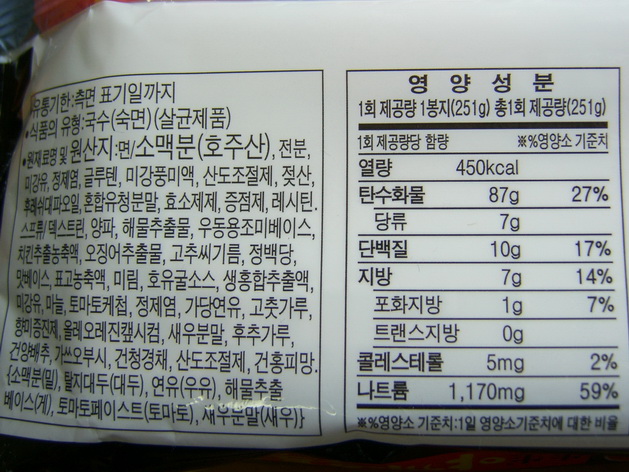 유통기한:측면 표기일까지
•식품의 유형:국수(숙면)(살균제품)
•원재료명 및 원산지:면/소맥분(호주산), 전분,
미강유, 정제염, 글루텐, 미강풍미액, 산도조절제, 젖산,
후레쉬대파오일, 혼합유청분말, 효소제제, 증점제, 레시틴.
스프류/덱스트린, 양파, 해물추출물, 우동용조미베이스,
치킨추출농축액, 오징어추출물, 고추씨기름, 정백당,
맛베이스, 표고농축액, 미림, 호유굴소스, 생홍합추출액,
미강유, 마늘, 토마토케첩, 정제염, 가당연유, 고춧가루,
향미증진제, 올레오레진캪시컴, 새우분말, 후추가루,
건양배추, 가쓰오부시, 건청경채, 산도조절제, 건홍피망.
{소맥분(밀), 탈지대두(대두), 연유(우유), 해물추출
베이스(게), 토마토페이스트(토마토), 새우분말(새우)}
영 양 성 분
1회 제공량 1봉지(251g) 총1회 제공량(251g)
1회 제공량당 함량 ※%영양소 기준치
열량 450kcal
탄수화물 87g 27%
당류 7g
단백질 10g 17%
지방 7g 14%
포화지방 1g 7%
트랜스지방 0g
콜레스테롤 5mg 2%
나트륨 1,170mg 59%
※%영양소 기준치:1일 영양소기준치에 대한 비율